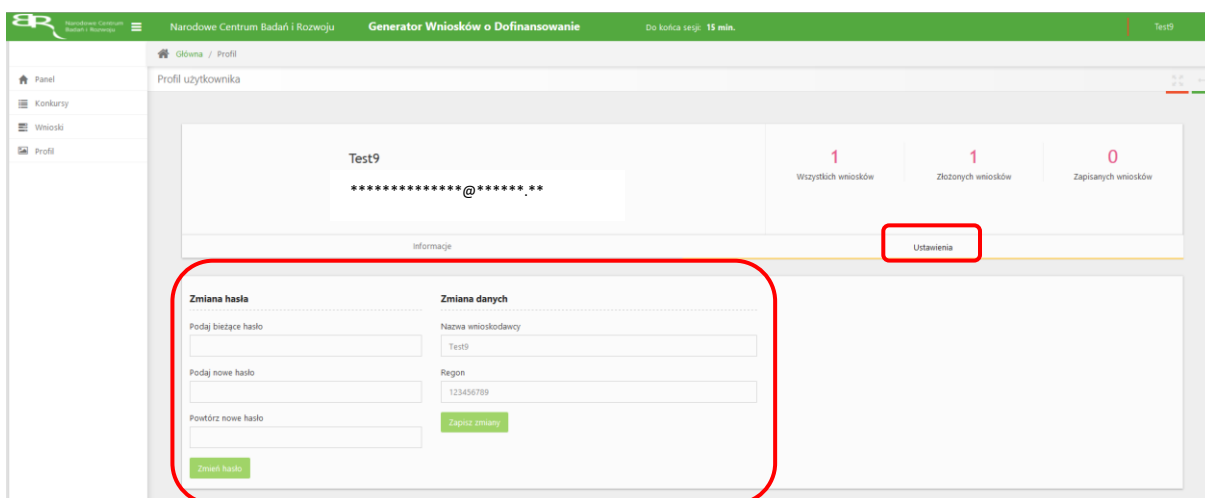 Narodowe Centrum
Badań i Rozwoju
Narodowe Centrum Badań i Rozwoju
Generator Wniosków o Dofinansowanie
Do końca sesji: 15 min.
Test9
Główna / Profil
Panel
Konkursy
Wnioski
Profil
Profil użytkownika
Test9
**************@******.**
1
Wszystkich wniosków
1
Złożonych wniosków
0
Zapisanych wniosków
Informacje
Ustawienia
Zmiana hasła
Podaj bieżące hasło
Podaj nowe hasło
Powtórz nowe hasło
Zmień hasło
Zmiana danych
Nazwa wnioskodawcy
Test9
Regon
123456789
Zapisz zmiany